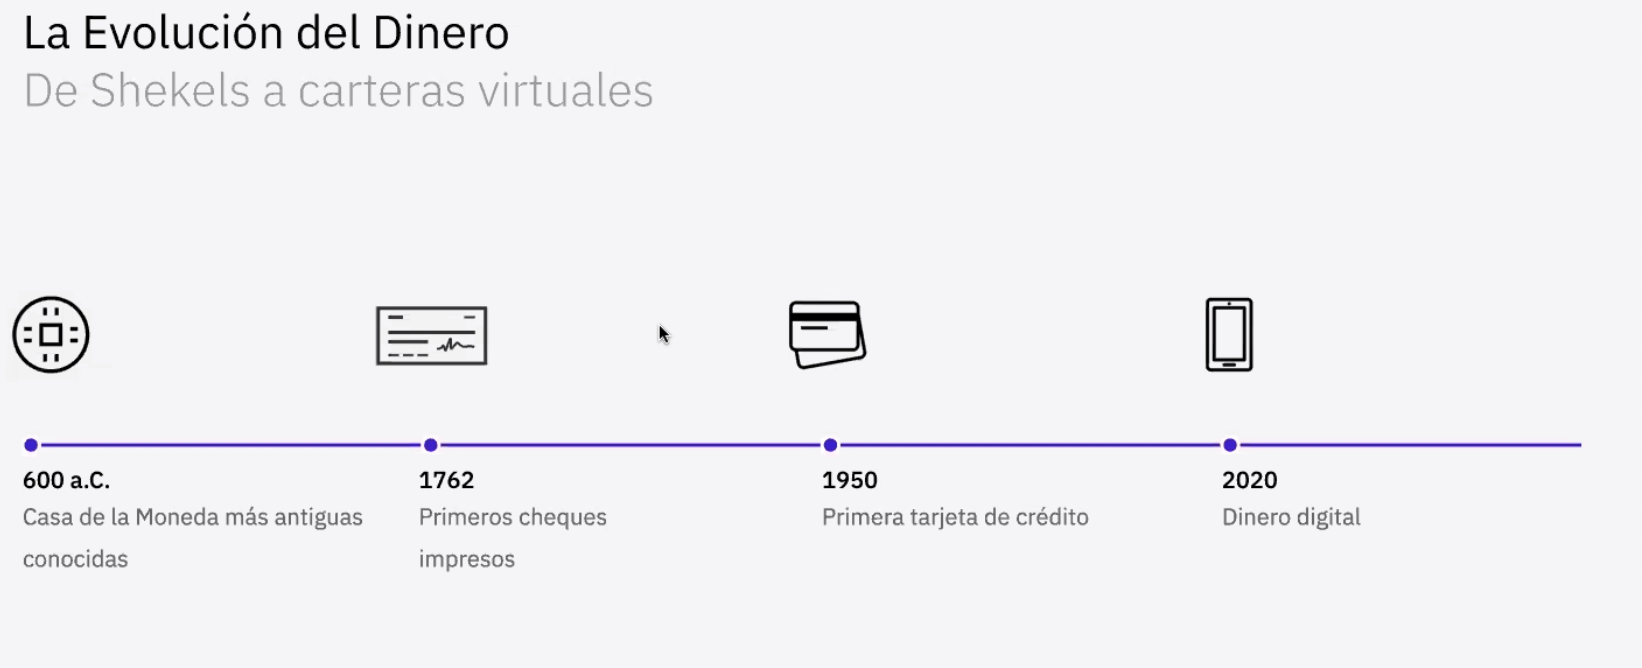 La Evolución del Dinero
De Shekels a carteras virtuales
600 a.C.
Casa de la Moneda más antiguas
conocidas
1762
Primeros cheques
impresos
1950
Primera tarjeta de crédito
2020
Dinero digital